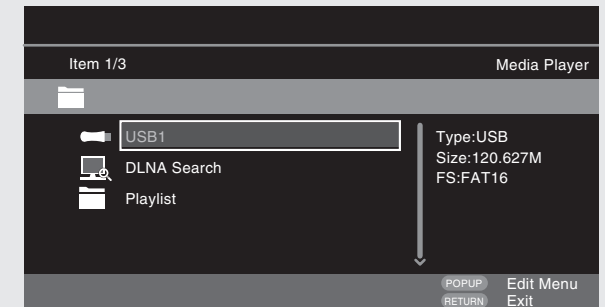 Item 1/3 Media Player
USB1
DLNA Search
Playlist
Type:USB
Size:120.627M
FS:FAT16
POPUP Edit Menu
RETURN Exit